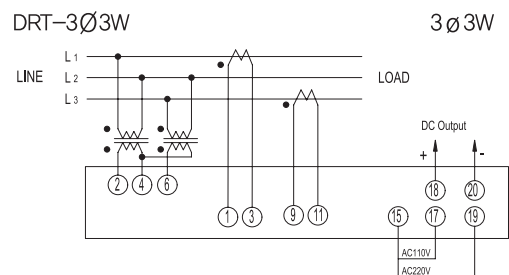 DRT-3Ø3W
3ø3W
L1
LINE
L2
LOAD
L3
DC Output
+
-
2
4
6
18
20
1
3
9
11
15
17
19
AC110V
AC220V